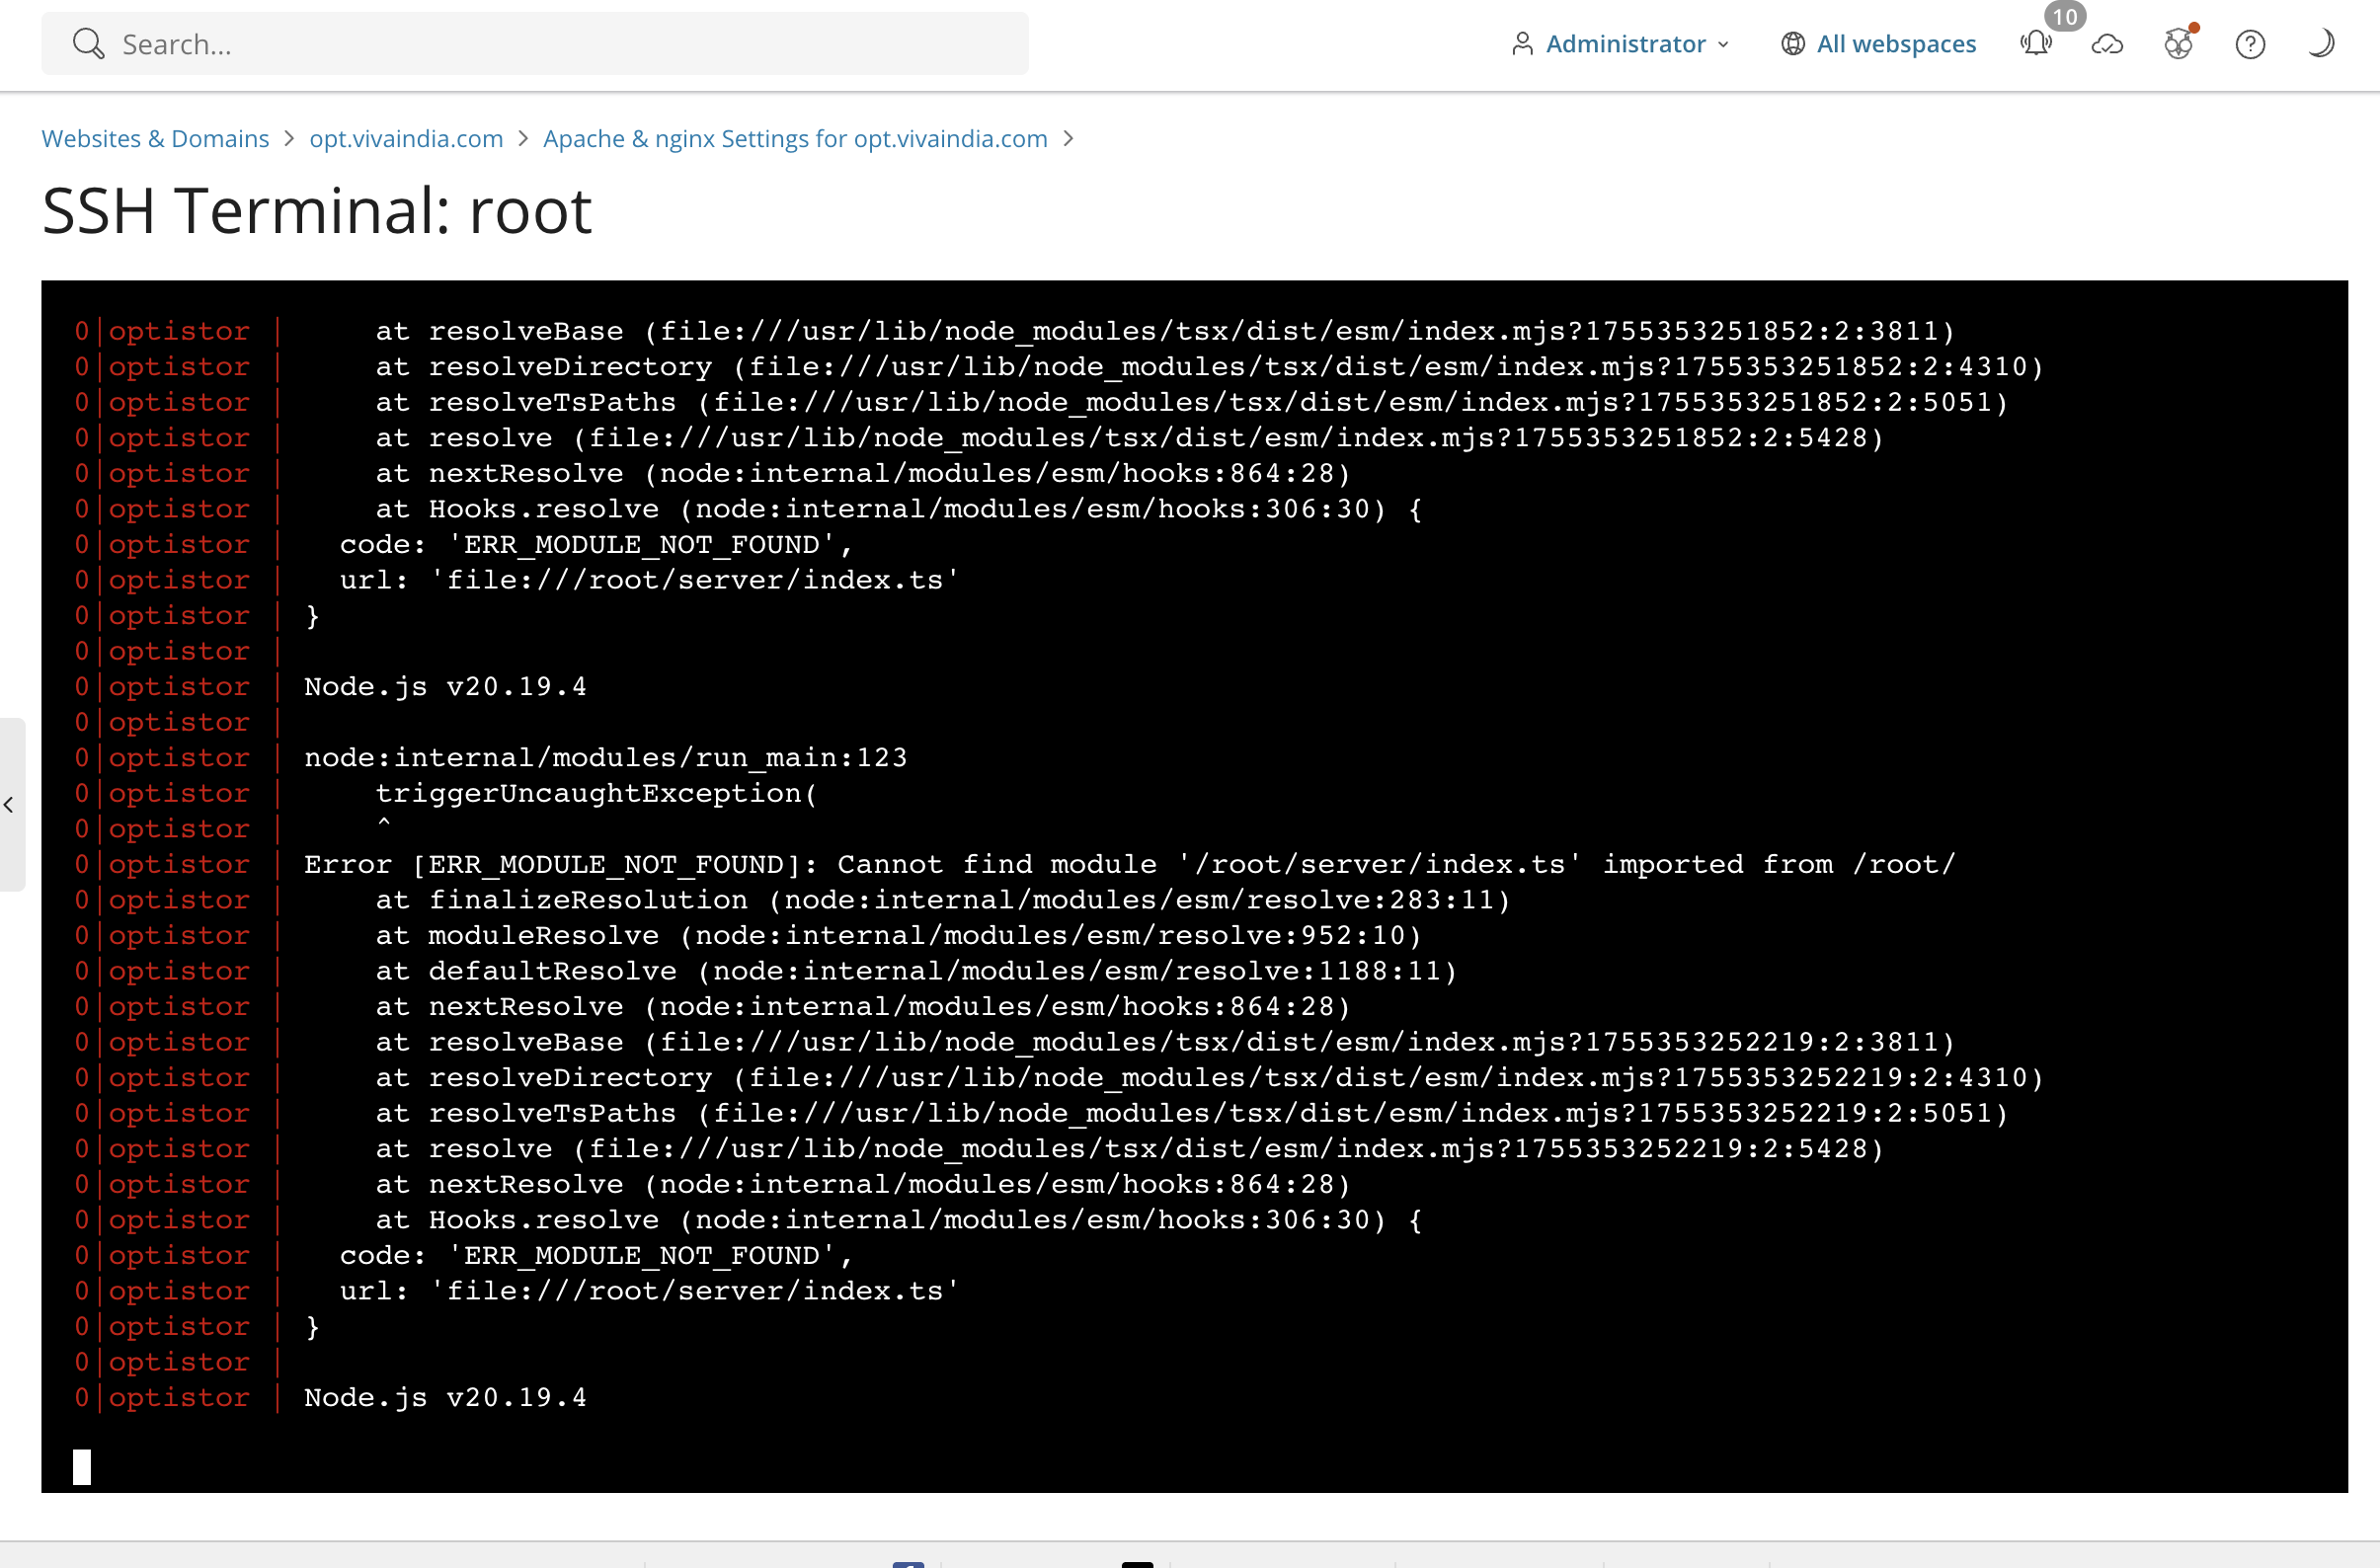 Search...
Administrator
All webspaces
10
Websites & Domains > opt.vivaindia.com > Apache & nginx Settings for opt.vivaindia.com >
SSH Terminal: root
0|optistor |     at resolveBase (file:///usr/lib/node_modules/tsx/dist/esm/index.mjs?1755353251852:2:3811)
0|optistor |     at resolveDirectory (file:///usr/lib/node_modules/tsx/dist/esm/index.mjs?1755353251852:2:4310)
0|optistor |     at resolveTsPaths (file:///usr/lib/node_modules/tsx/dist/esm/index.mjs?1755353251852:2:5051)
0|optistor |     at resolve (file:///usr/lib/node_modules/tsx/dist/esm/index.mjs?1755353251852:2:5428)
0|optistor |     at nextResolve (node:internal/modules/esm/hooks:864:28)
0|optistor |     at Hooks.resolve (node:internal/modules/esm/hooks:306:30) {
0|optistor |   code: 'ERR_MODULE_NOT_FOUND',
0|optistor |   url: 'file:///root/server/index.ts'
0|optistor | }
0|optistor |
0|optistor | Node.js v20.19.4
0|optistor |
0|optistor | node:internal/modules/run_main:123
0|optistor |     triggerUncaughtException(
0|optistor |     ^
0|optistor | Error [ERR_MODULE_NOT_FOUND]: Cannot find module '/root/server/index.ts' imported from /root/
0|optistor |     at finalizeResolution (node:internal/modules/esm/resolve:283:11)
0|optistor |     at moduleResolve (node:internal/modules/esm/resolve:952:10)
0|optistor |     at defaultResolve (node:internal/modules/esm/resolve:1188:11)
0|optistor |     at nextResolve (node:internal/modules/esm/hooks:864:28)
0|optistor |     at resolveBase (file:///usr/lib/node_modules/tsx/dist/esm/index.mjs?1755353252219:2:3811)
0|optistor |     at resolveDirectory (file:///usr/lib/node_modules/tsx/dist/esm/index.mjs?1755353252219:2:4310)
0|optistor |     at resolveTsPaths (file:///usr/lib/node_modules/tsx/dist/esm/index.mjs?1755353252219:2:5051)
0|optistor |     at resolve (file:///usr/lib/node_modules/tsx/dist/esm/index.mjs?1755353252219:2:5428)
0|optistor |     at nextResolve (node:internal/modules/esm/hooks:864:28)
0|optistor |     at Hooks.resolve (node:internal/modules/esm/hooks:306:30) {
0|optistor |   code: 'ERR_MODULE_NOT_FOUND',
0|optistor |   url: 'file:///root/server/index.ts'
0|optistor | }
0|optistor |
0|optistor | Node.js v20.19.4